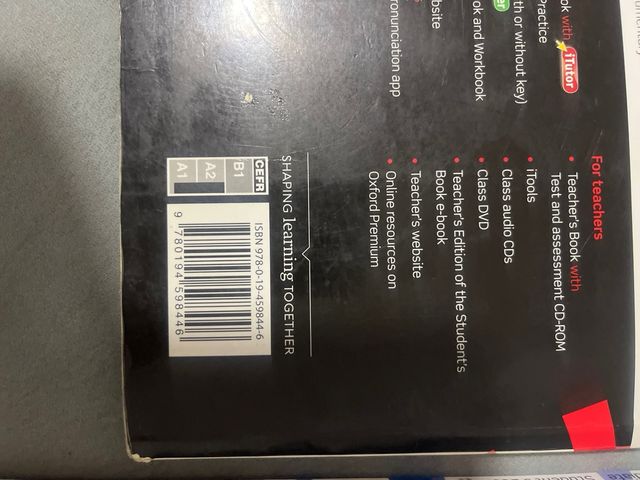 ok with iTutor
Practice
er
th or without key)
ok and Workbook
bsite
ronunciation app
For teachers
• Teacher's Book with
Test and assessment CD-ROM
• iTools
• Class audio CDs
• Class DVD
• Teacher's Edition of the Student's
Book e-book
• Teacher's website
• Online resources on
Oxford Premium
SHAPING learning TOGETHER
CEFR
B1
A2
A1
ISBN 978-0-19-459844-6
9 780194 598446